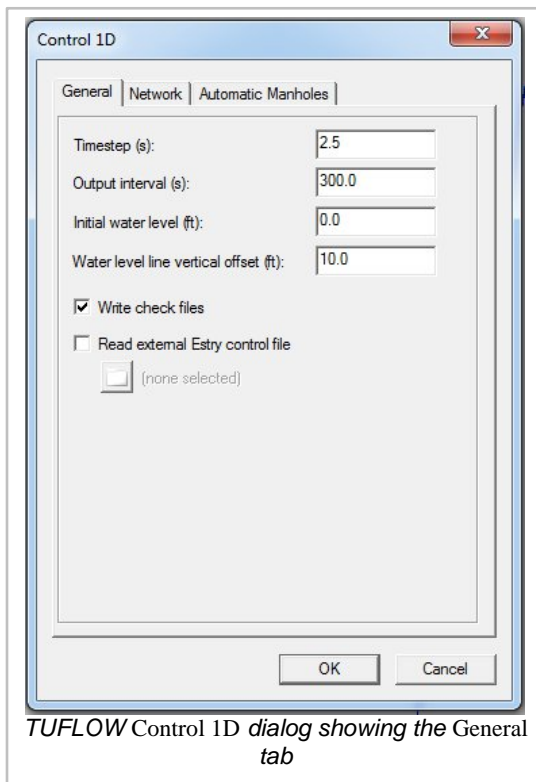 Control 1D
General Network Automatic Manholes
Timestep (s): 2.5
Output interval (s): 300.0
Initial water level (ft): 0.0
Water level line vertical offset (ft): 10.0
Write check files
Read external Estry control file
(none selected)
OK Cancel
TUFLOW Control 1D dialog showing the General
tab